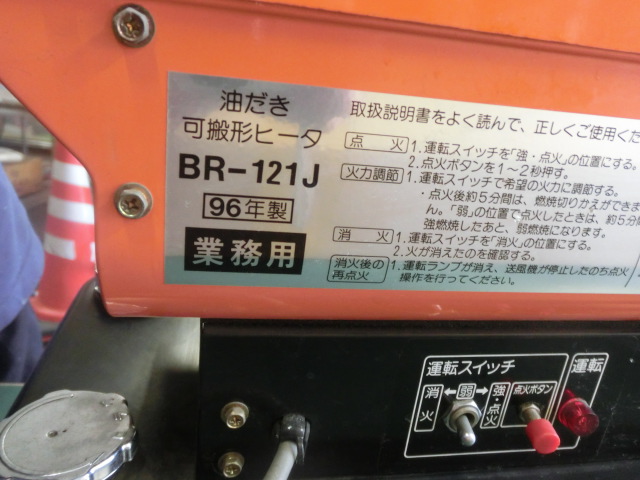 油だき
可搬形ヒータ
BR-121J
96年製
業務用
取扱説明書をよく読んで、正しくご使用くだ
点火 1.運転スイッチを「強・点火」の位置にする。
2.点火ボタンを1~2秒押す。
火力調節 1.運転スイッチで希望の火力に調節する。
・点火後約5分間は、燃焼切りかえができま
ん。「弱」の位置で点火したときは、約5分
強燃焼したあと、弱燃焼になります。
消火 1.運転スイッチを「消火」の位置にする。
2.火が消えたのを確認する。
消火後の再点火 1.運転ランプが消え、送風機が停止したのち点火
操作を行ってください。
運転スイッチ 運転
消火 ←弱→ 強・点火 点火ボタン